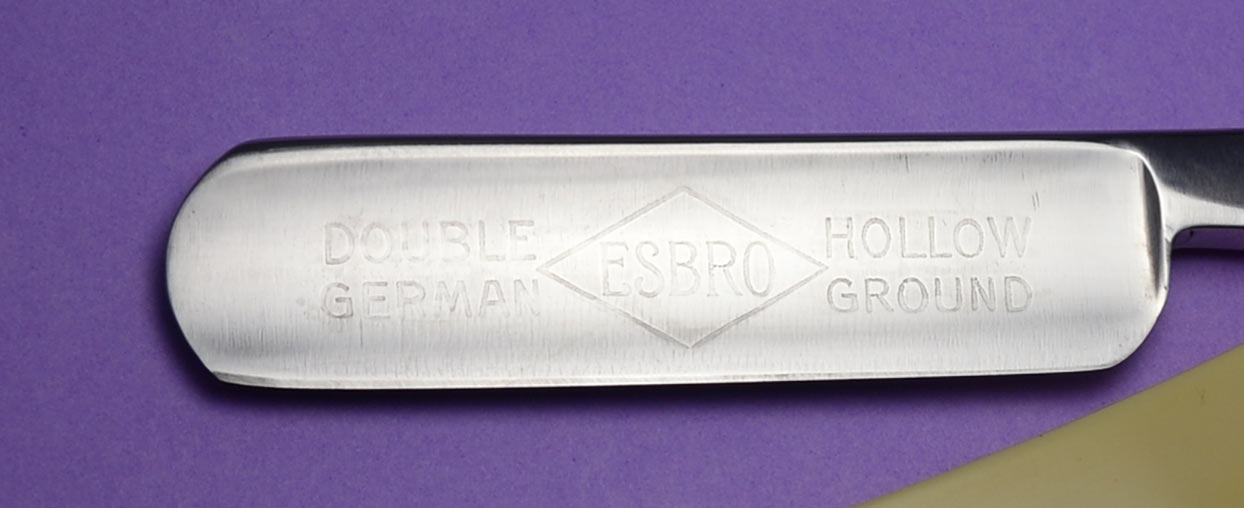 DOUBLE
GERMAN
ESBRO
HOLLOW
GROUND